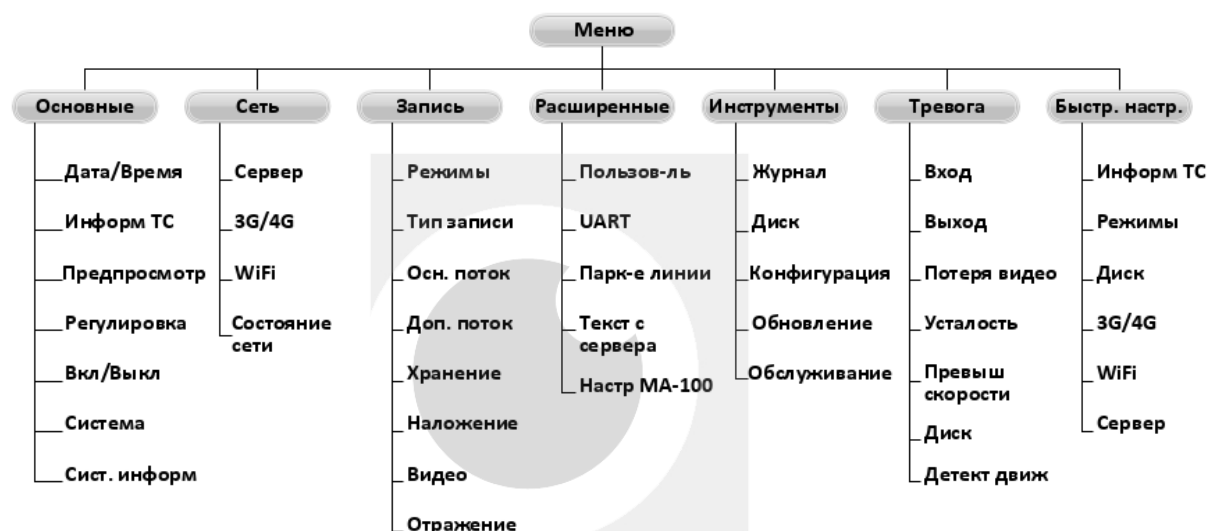 Меню
Основные
Дата/Время
Информ ТС
Предпросмотр
Регулировка
Вкл/Выкл
Система
Сист. информ
Сеть
Сервер
3G/4G
WiFi
Состояние
сети
Запись
Режимы
Тип записи
Осн. поток
Доп. поток
Хранение
Наложение
Видео
Отражение
Расширенные
Пользов-ль
UART
Парк-е линии
Текст с
сервера
Настр МА-100
Инструменты
Журнал
Диск
Конфигурация
Обновление
Обслуживание
Тревога
Вход
Выход
Потеря видео
Усталость
Превыш
скорости
Диск
Детект движ
Быстр. настр.
Информ ТС
Режимы
Диск
3G/4G
WiFi
Сервер